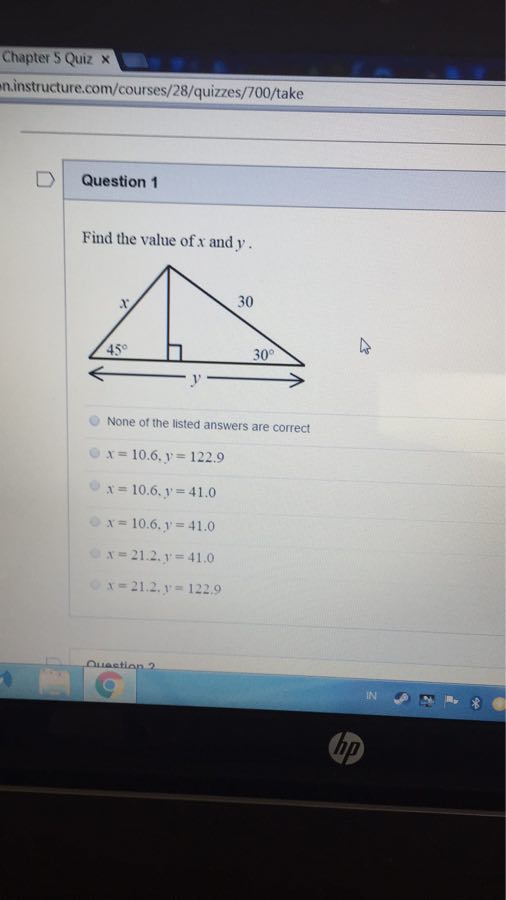 Chapter 5 Quiz ×
n.instructure.com/courses/28/quizzes/700/take
Question 1
Find the value of x and y.
x
30
45°
30°
y
None of the listed answers are correct
x = 10.6, y = 122.9
x = 10.6, y = 41.0
x = 10.6, y = 41.0
x = 21.2, y = 41.0
x = 21.2, y = 122.9
Question 2
IN
hp